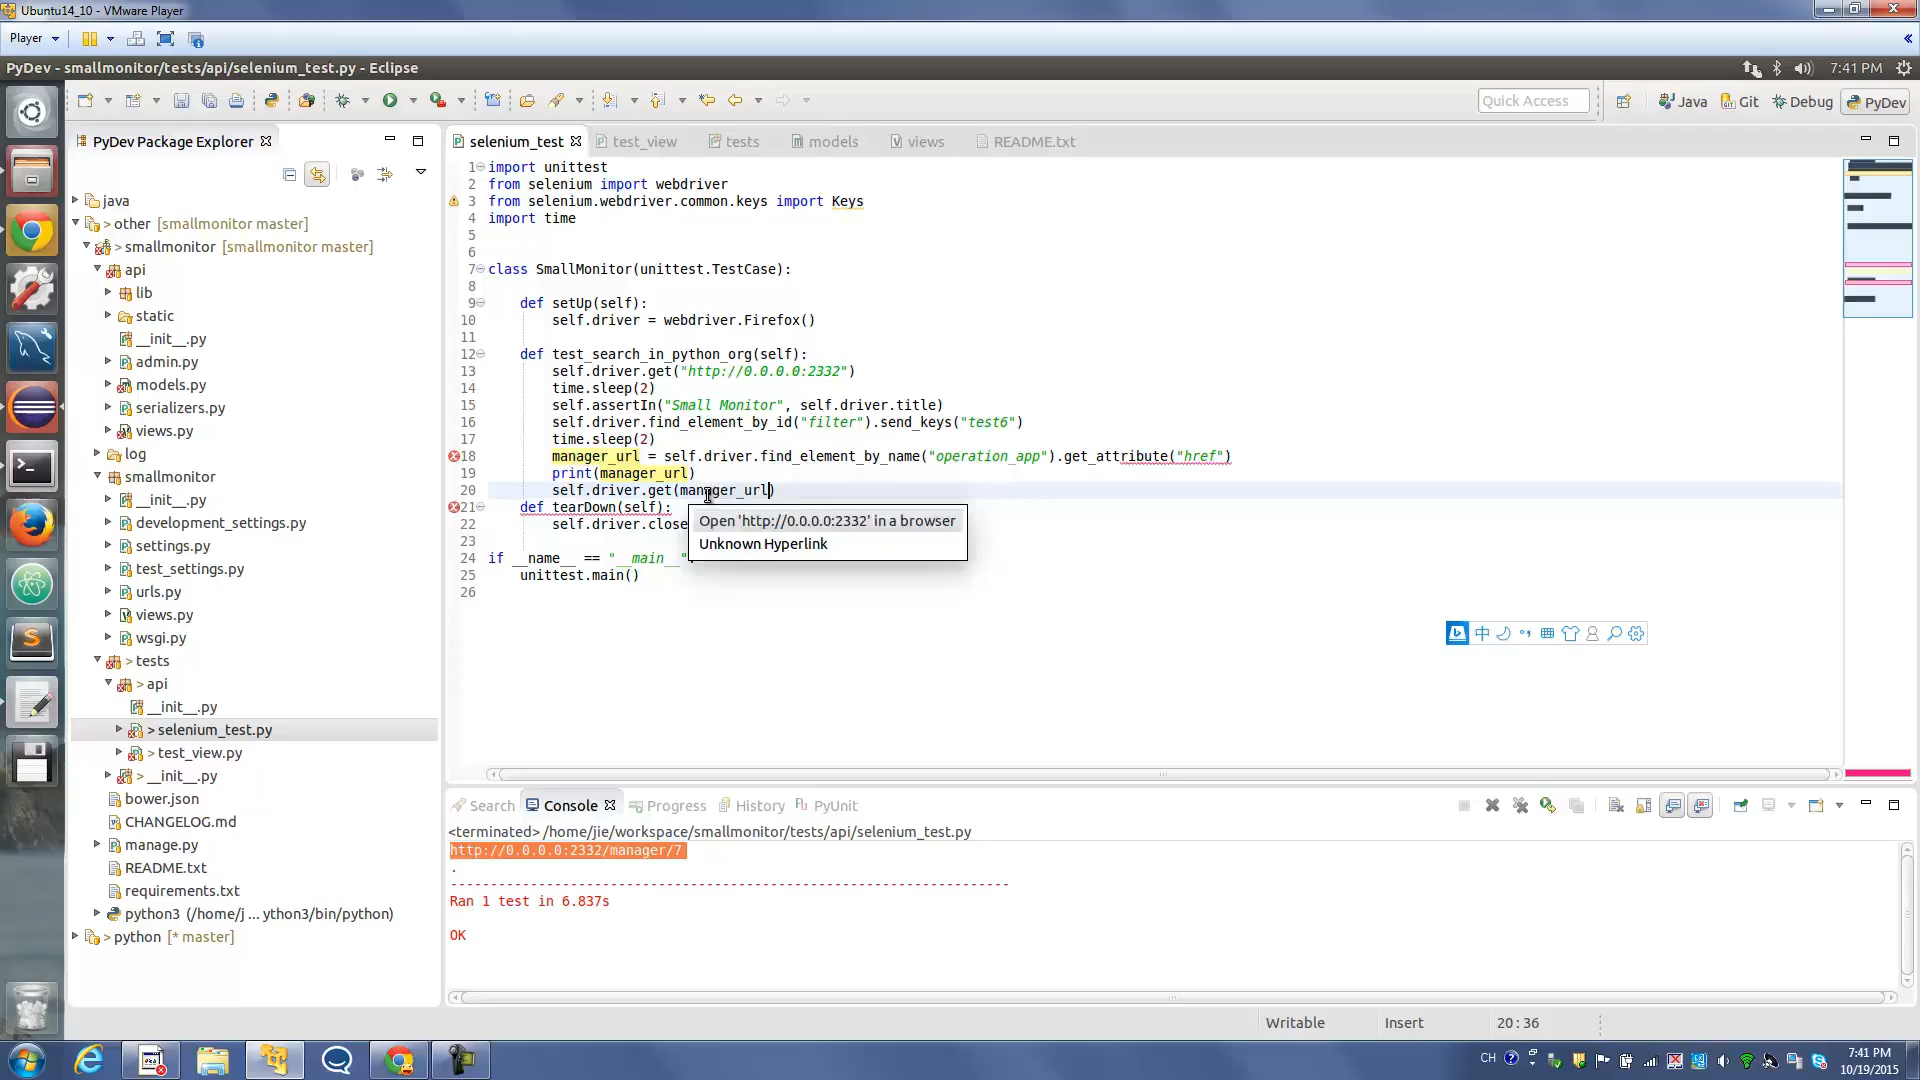 Ubuntu14_10 - VMware Player
Player
PyDev - smallmonitor/tests/api/selenium_test.py - Eclipse
7:41 PM
Quick Access
Java
Git
Debug
PyDev
PyDev Package Explorer
java
> other [smallmonitor master]
> smallmonitor [smallmonitor master]
api
lib
static
__init__.py
admin.py
models.py
serializers.py
views.py
log
smallmonitor
__init__.py
development_settings.py
settings.py
test_settings.py
urls.py
views.py
wsgi.py
> tests
> api
__init__.py
> selenium_test.py
> test_view.py
> __init__.py
bower.json
CHANGELOG.md
manage.py
README.txt
requirements.txt
python3 (/home/j ... ython3/bin/python)
> python [* master]
selenium_test
test_view
tests
models
views
README.txt
1 import unittest
2 from selenium import webdriver
3 from selenium.webdriver.common.keys import Keys
4 import time
5
6
7 class SmallMonitor(unittest.TestCase):
8
9 def setUp(self):
10 self.driver = webdriver.Firefox()
11
12 def test_search_in_python_org(self):
13 self.driver.get("http://0.0.0.0:2332")
14 time.sleep(2)
15 self.assertIn("Small Monitor", self.driver.title)
16 self.driver.find_element_by_id("filter").send_keys("test6")
17 time.sleep(2)
18 manager_url = self.driver.find_element_by_name("operation_app").get_attribute("href")
19 print(manager_url)
20 self.driver.get(manager_url)
21 def tearDown(self):
22 self.driver.close
23
24 if __name__ == "__main__"
25 unittest.main()
26
Open 'http://0.0.0.0:2332' in a browser
Unknown Hyperlink
中
Search
Console
Progress
History
PyUnit
<terminated> /home/jie/workspace/smallmonitor/tests/api/selenium_test.py
http://0.0.0.0:2332/manager/7
.
----------------------------------------------------------------------
Ran 1 test in 6.837s
OK
Writable
Insert
20 : 36
CH
7:41 PM
10/19/2015